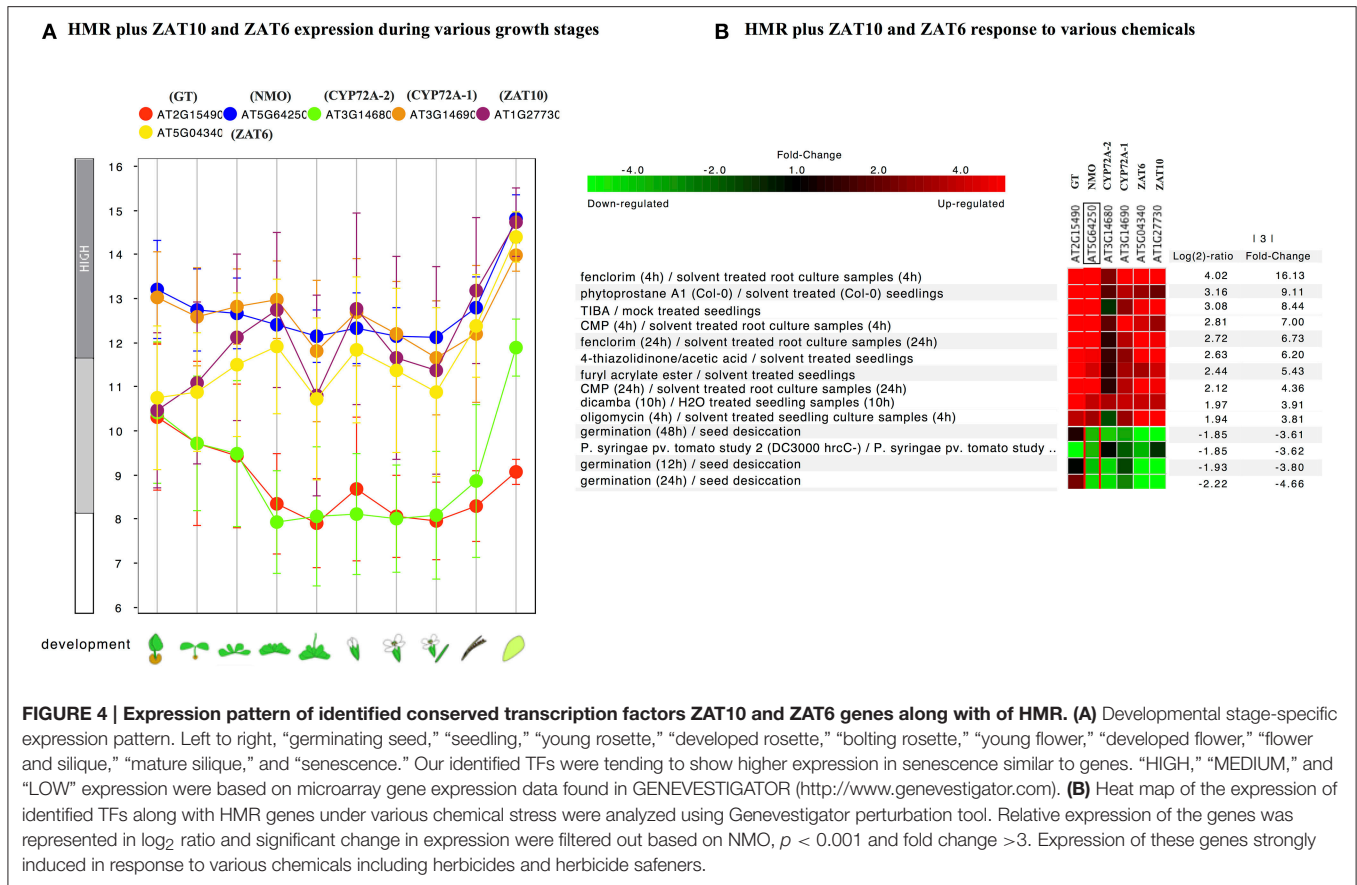 A HMR plus ZAT10 and ZAT6 expression during various growth stages
(GT) (NMO) (CYP72A-2) (CYP72A-1) (ZAT10)
AT2G15490 AT5G64250 AT3G14680 AT3G14690 AT1G27730
AT5G04340 (ZAT6)
HIGH
16
15
14
13
12
11
10
9
8
7
6
development
B HMR plus ZAT10 and ZAT6 response to various chemicals
Fold-Change
-4.0 -2.0 1.0 2.0 4.0
Down-regulated Up-regulated
GT NMO CYP72A-2 CYP72A-1 ZAT6 ZAT10
AT2G15490 AT5G64250 AT3G14680 AT3G14690 AT5G04340 AT1G27730
| 3 |
Log(2)-ratio Fold-Change
fenclorim (4h) / solvent treated root culture samples (4h) 4.02 16.13
phytoprostane A1 (Col-0) / solvent treated (Col-0) seedlings 3.16 9.11
TIBA / mock treated seedlings 3.08 8.44
CMP (4h) / solvent treated root culture samples (4h) 2.81 7.00
fenclorim (24h) / solvent treated root culture samples (24h) 2.72 6.73
4-thiazolidinone/acetic acid / solvent treated seedlings 2.63 6.20
furyl acrylate ester / solvent treated seedlings 2.44 5.43
CMP (24h) / solvent treated root culture samples (24h) 2.12 4.36
dicamba (10h) / H2O treated seedling samples (10h) 1.97 3.91
oligomycin (4h) / solvent treated seedling culture samples (4h) 1.94 3.81
germination (48h) / seed desiccation -1.85 -3.61
P. syringae pv. tomato study 2 (DC3000 hrcC-) / P. syringae pv. tomato study .. -1.85 -3.62
germination (12h) / seed desiccation -1.93 -3.80
germination (24h) / seed desiccation -2.22 -4.66
FIGURE 4 | Expression pattern of identified conserved transcription factors ZAT10 and ZAT6 genes along with of HMR. (A) Developmental stage-specific
expression pattern. Left to right, “germinating seed,” “seedling,” “young rosette,” “developed rosette,” “bolting rosette,” “young flower,” “developed flower,” “flower
and silique,” “mature silique,” and “senescence.” Our identified TFs were tending to show higher expression in senescence similar to genes. “HIGH,” “MEDIUM,” and
“LOW” expression were based on microarray gene expression data found in GENEVESTIGATOR (http://www.genevestigator.com). (B) Heat map of the expression of
identified TFs along with HMR genes under various chemical stress were analyzed using Genevestigator perturbation tool. Relative expression of the genes was
represented in log2 ratio and significant change in expression were filtered out based on NMO, p < 0.001 and fold change >3. Expression of these genes strongly
induced in response to various chemicals including herbicides and herbicide safeners.